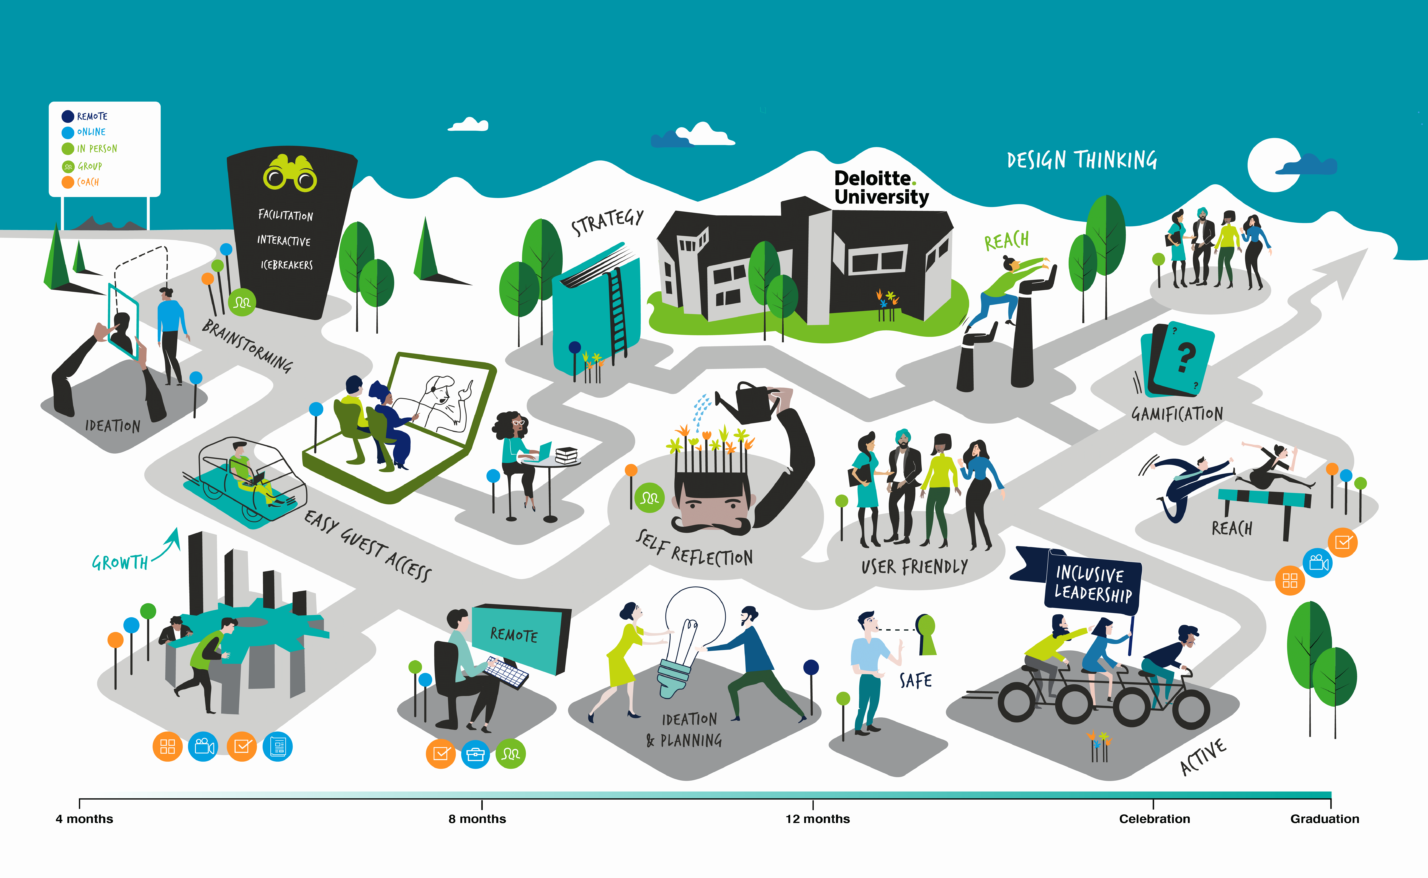 REMOTE
ONLINE
IN PERSON
GROUP
COACH
FACILITATION
INTERACTIVE
ICEBREAKERS
STRATEGY
Deloitte.
University
DESIGN THINKING
REACH
BRAINSTORMING
IDEATION
?
?
?
GAMIFICATION
EASY GUEST ACCESS
SELF REFLECTION
USER FRIENDLY
REACH
GROWTH
REMOTE
INCLUSIVE
LEADERSHIP
SAFE
IDEATION
& PLANNING
ACTIVE
4 months
8 months
12 months
Celebration
Graduation